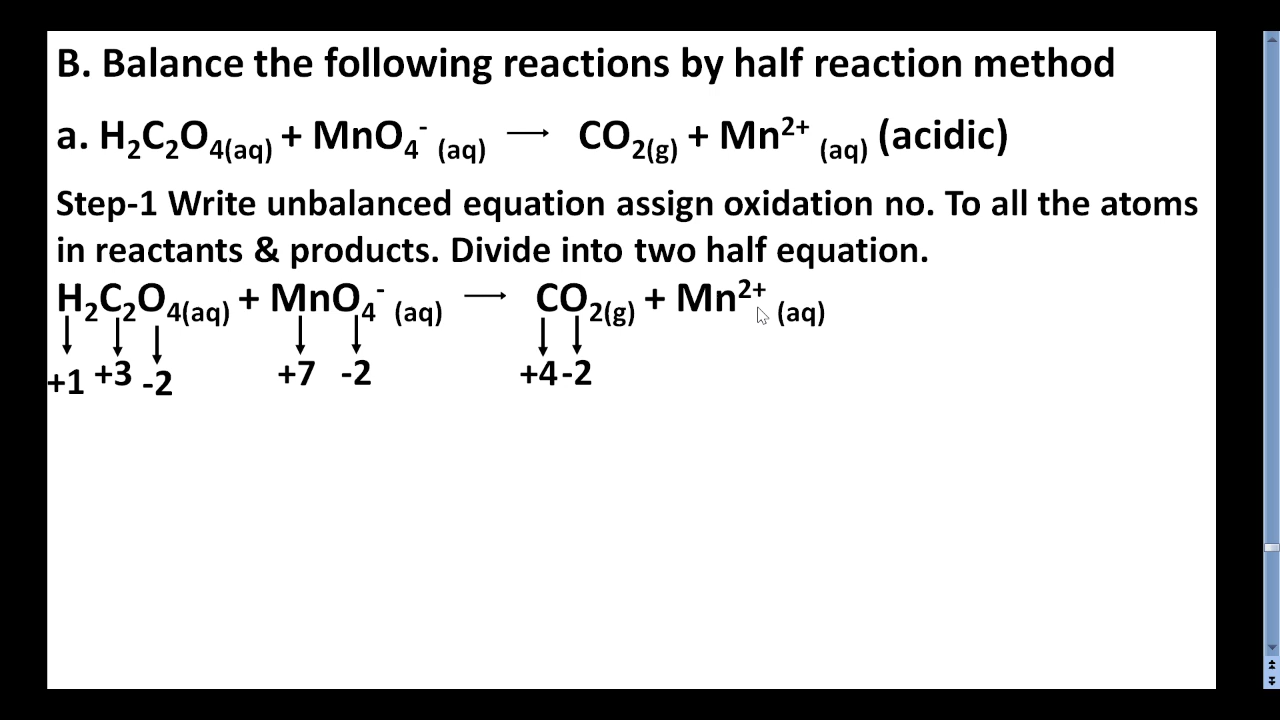 B. Balance the following reactions by half reaction method
a. H₂C₂O₄(aq) + MnO₄⁻ (aq) ⟶ CO₂(g) + Mn²⁺ (aq) (acidic)
Step-1 Write unbalanced equation assign oxidation no. To all the atoms
in reactants & products. Divide into two half equation.
H₂C₂O₄(aq) + MnO₄⁻ (aq) ⟶ CO₂(g) + Mn²⁺ (aq)
+1 +3 -2 +7 -2 +4 -2